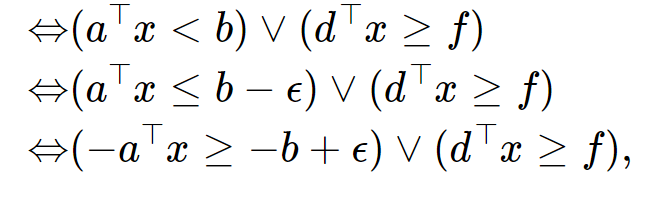 ⇔(a⊤x < b) ∨ (d⊤x ≥ f)
⇔(a⊤x ≤ b − ϵ) ∨ (d⊤x ≥ f)
⇔(−a⊤x ≥ −b + ϵ) ∨ (d⊤x ≥ f),